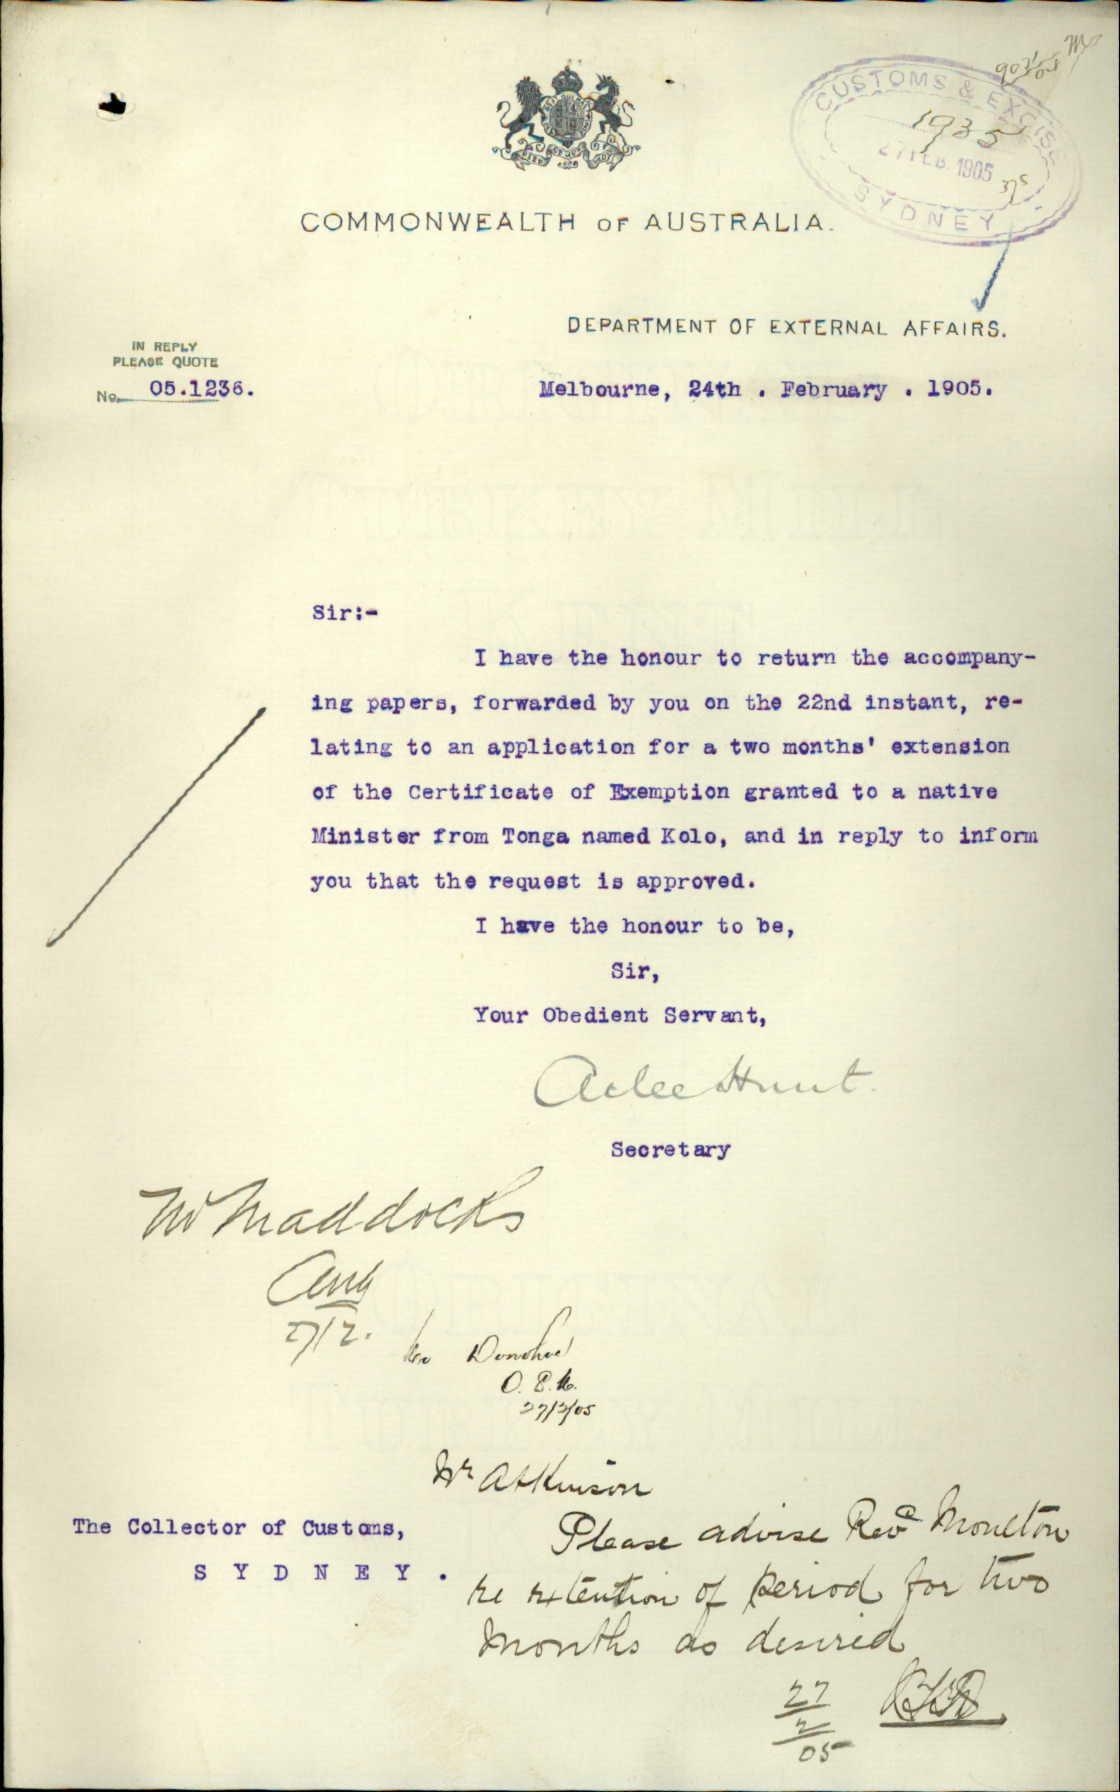 CUSTOMS & EXCISE
1935
27 FEB. 1905
SYDNEY
COMMONWEALTH OF AUSTRALIA.
DEPARTMENT OF EXTERNAL AFFAIRS.
IN REPLY
PLEASE QUOTE
No. 05.1236.
Melbourne, 24th . February . 1905.
Sir:-
I have the honour to return the accompany-
ing papers, forwarded by you on the 22nd instant, re-
lating to an application for a two months' extension
of the Certificate of Exemption granted to a native
Minister from Tonga named Kolo, and in reply to inform
you that the request is approved.
I have the honour to be,
Sir,
Your Obedient Servant,
Atlee Hunt.
Secretary
Mr Maddocks
27/2.
Mr Donohoe
27/2/05
Mr Atkinson
Please advise Revd Moulton
re extention of period for two
months as desired
27
2
05
The Collector of Customs,
S Y D N E Y .